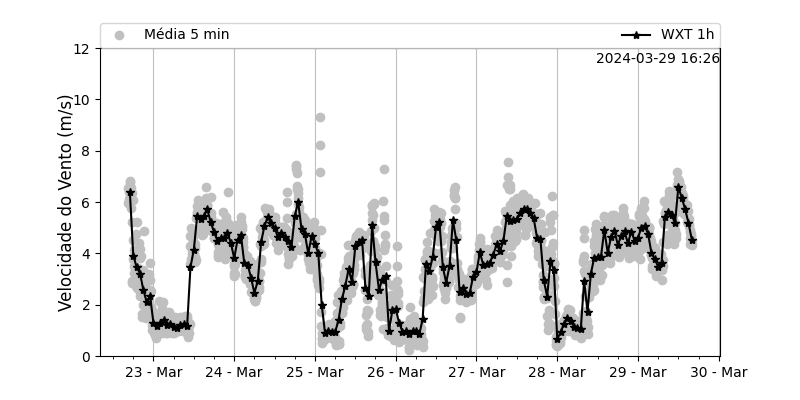 Média 5 min
WXT 1h
2024-03-29 16:26
Velocidade do Vento (m/s)
12
10
8
6
4
2
0
23 - Mar
24 - Mar
25 - Mar
26 - Mar
27 - Mar
28 - Mar
29 - Mar
30 - Mar